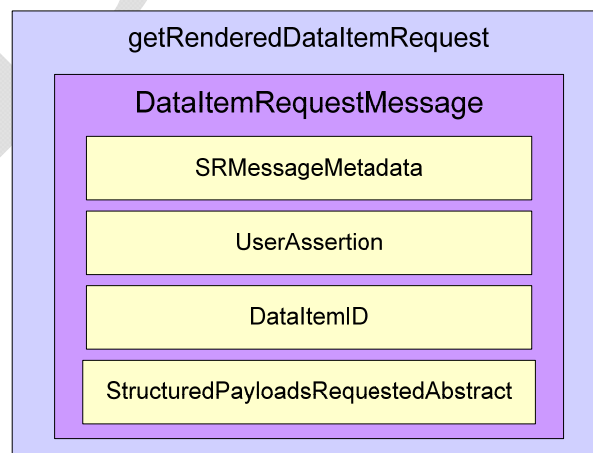 getRenderedDataItemRequest
DataItemRequestMessage
SRMessageMetadata
UserAssertion
DataItemID
StructuredPayloadsRequestedAbstract